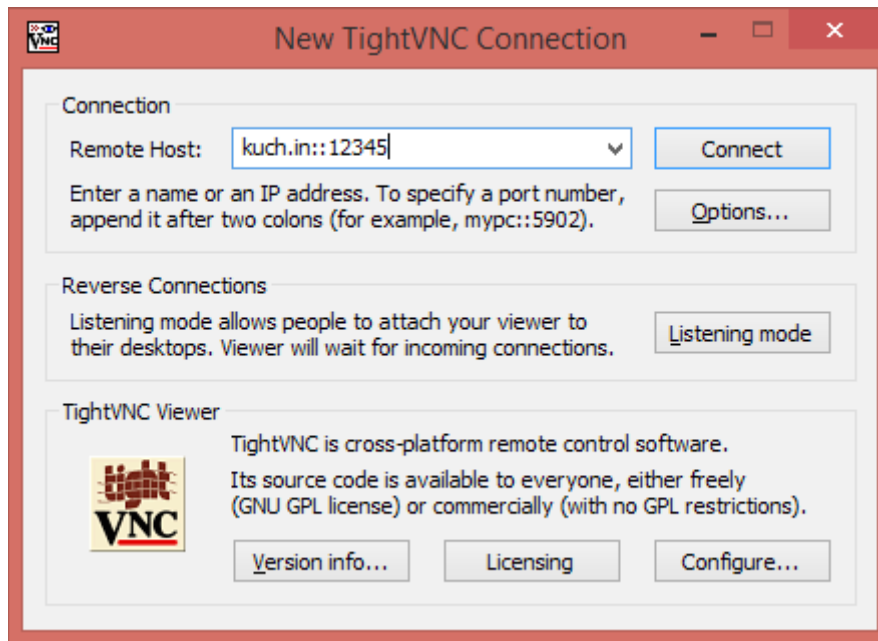 VNC
New TightVNC Connection
Connection
Remote Host: kuch.in::12345 Connect
Enter a name or an IP address. To specify a port number,
append it after two colons (for example, mypc::5902).
Options...
Reverse Connections
Listening mode allows people to attach your viewer to
their desktops. Viewer will wait for incoming connections.
Listening mode
TightVNC Viewer
tight
VNC
TightVNC is cross-platform remote control software.
Its source code is available to everyone, either freely
(GNU GPL license) or commercially (with no GPL restrictions).
Version info... Licensing Configure...